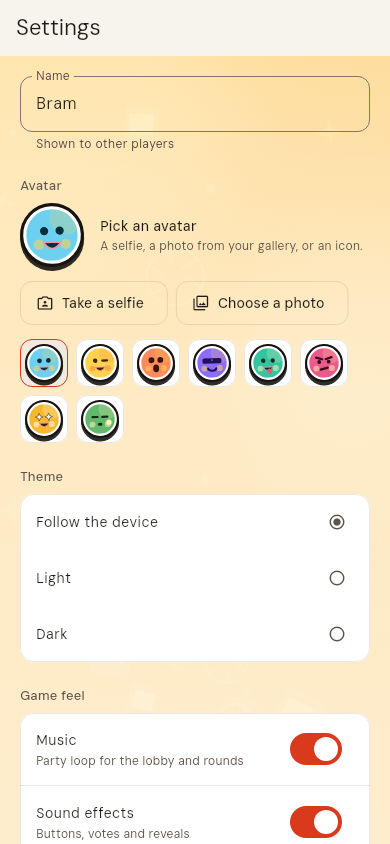 Settings
Name
Bram
Shown to other players
Avatar
Pick an avatar
A selfie, a photo from your gallery, or an icon.
Take a selfie
Choose a photo
Theme
Follow the device
Light
Dark
Game feel
Music
Party loop for the lobby and rounds
Sound effects
Buttons, votes and reveals